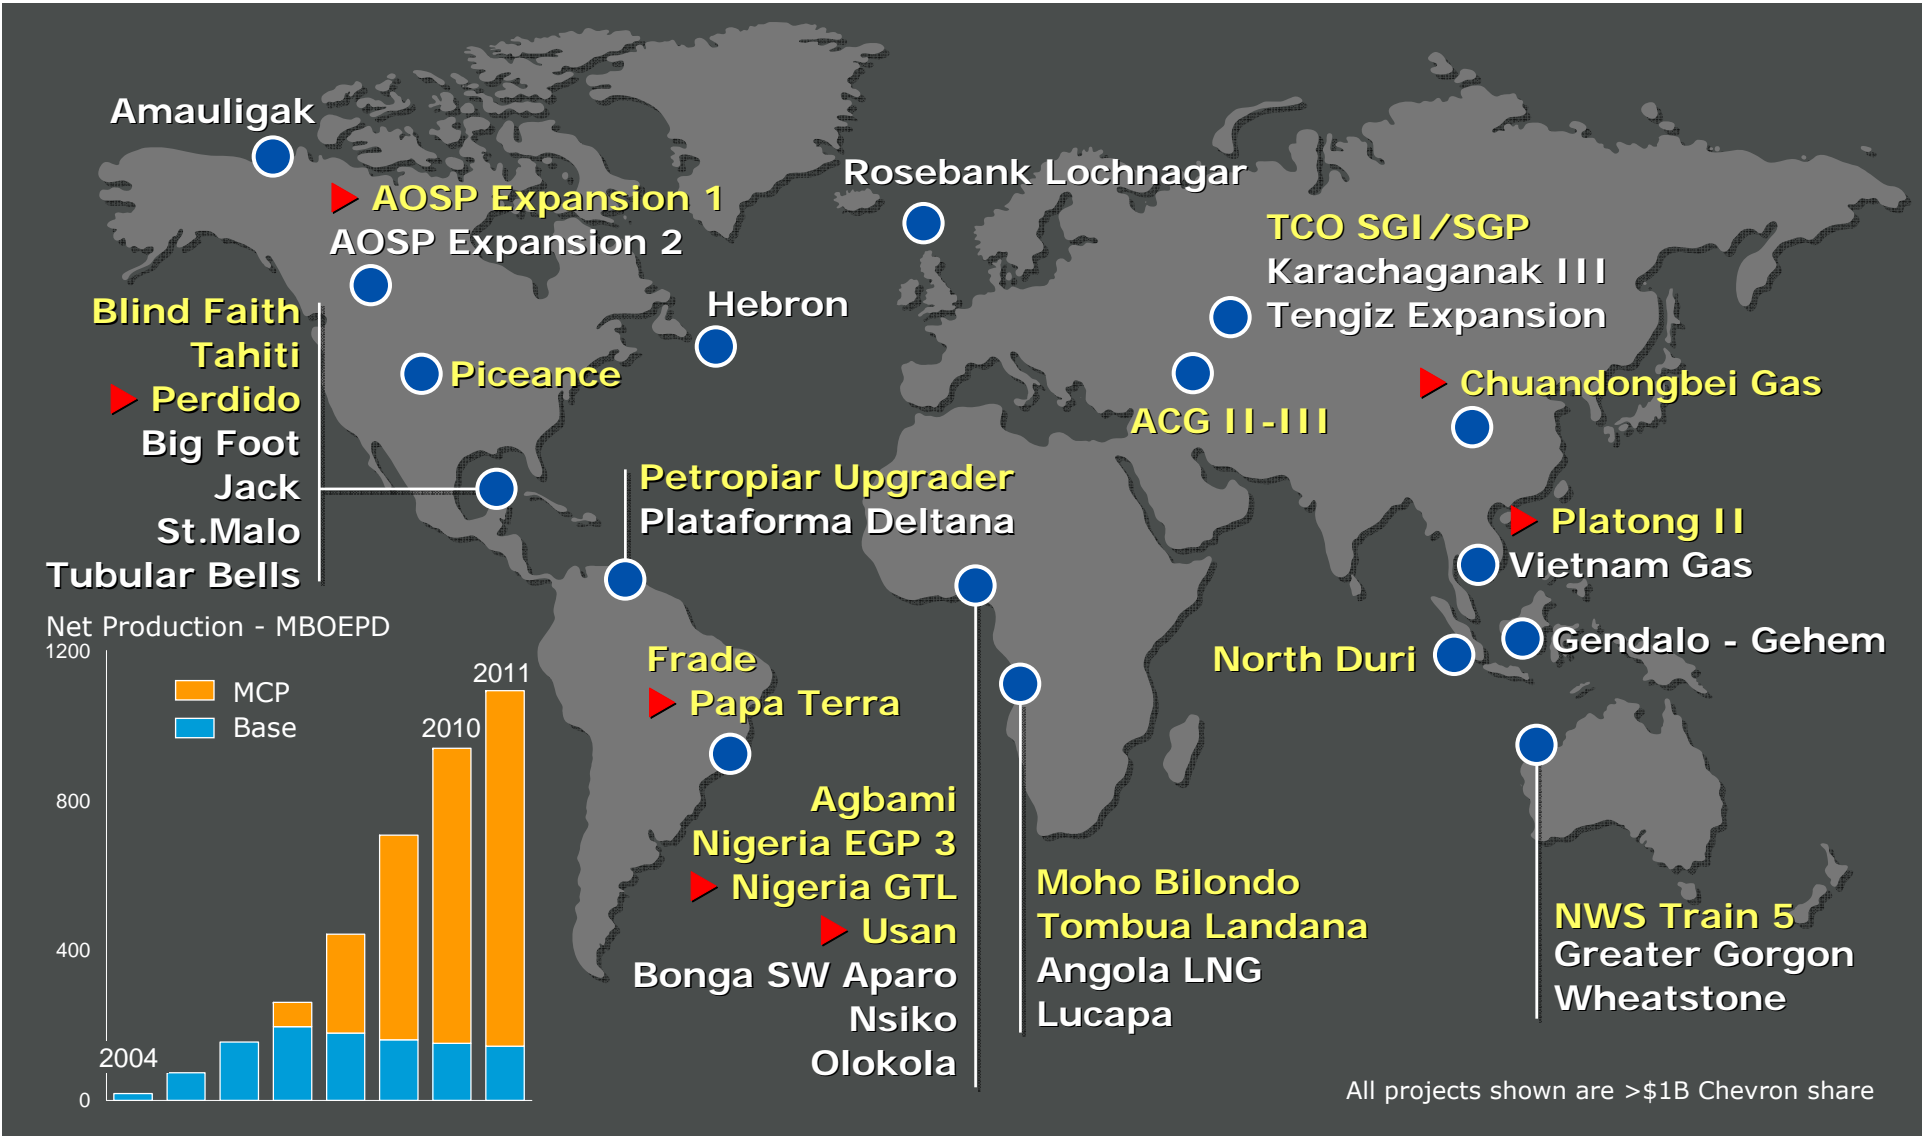 Amauligak
AOSP Expansion 1
AOSP Expansion 2
Rosebank Lochnagar
TCO SGI/SGP
Karachaganak III
Tengiz Expansion
Hebron
Blind Faith
Tahiti
Perdido
Big Foot
Jack
St.Malo
Tubular Bells
Piceance
ACG II-III
Chuandongbei Gas
Petropiar Upgrader
Plataforma Deltana
Platong II
Vietnam Gas
Gendalo - Gehem
North Duri
Frade
Papa Terra
Agbami
Nigeria EGP 3
Nigeria GTL
Usan
Bonga SW Aparo
Nsiko
Olokola
Moho Bilondo
Tombua Landana
Angola LNG
Lucapa
NWS Train 5
Greater Gorgon
Wheatstone
Net Production - MBOEPD
1200
800
400
0
MCP
Base
2004
2010
2011
All projects shown are >$1B Chevron share